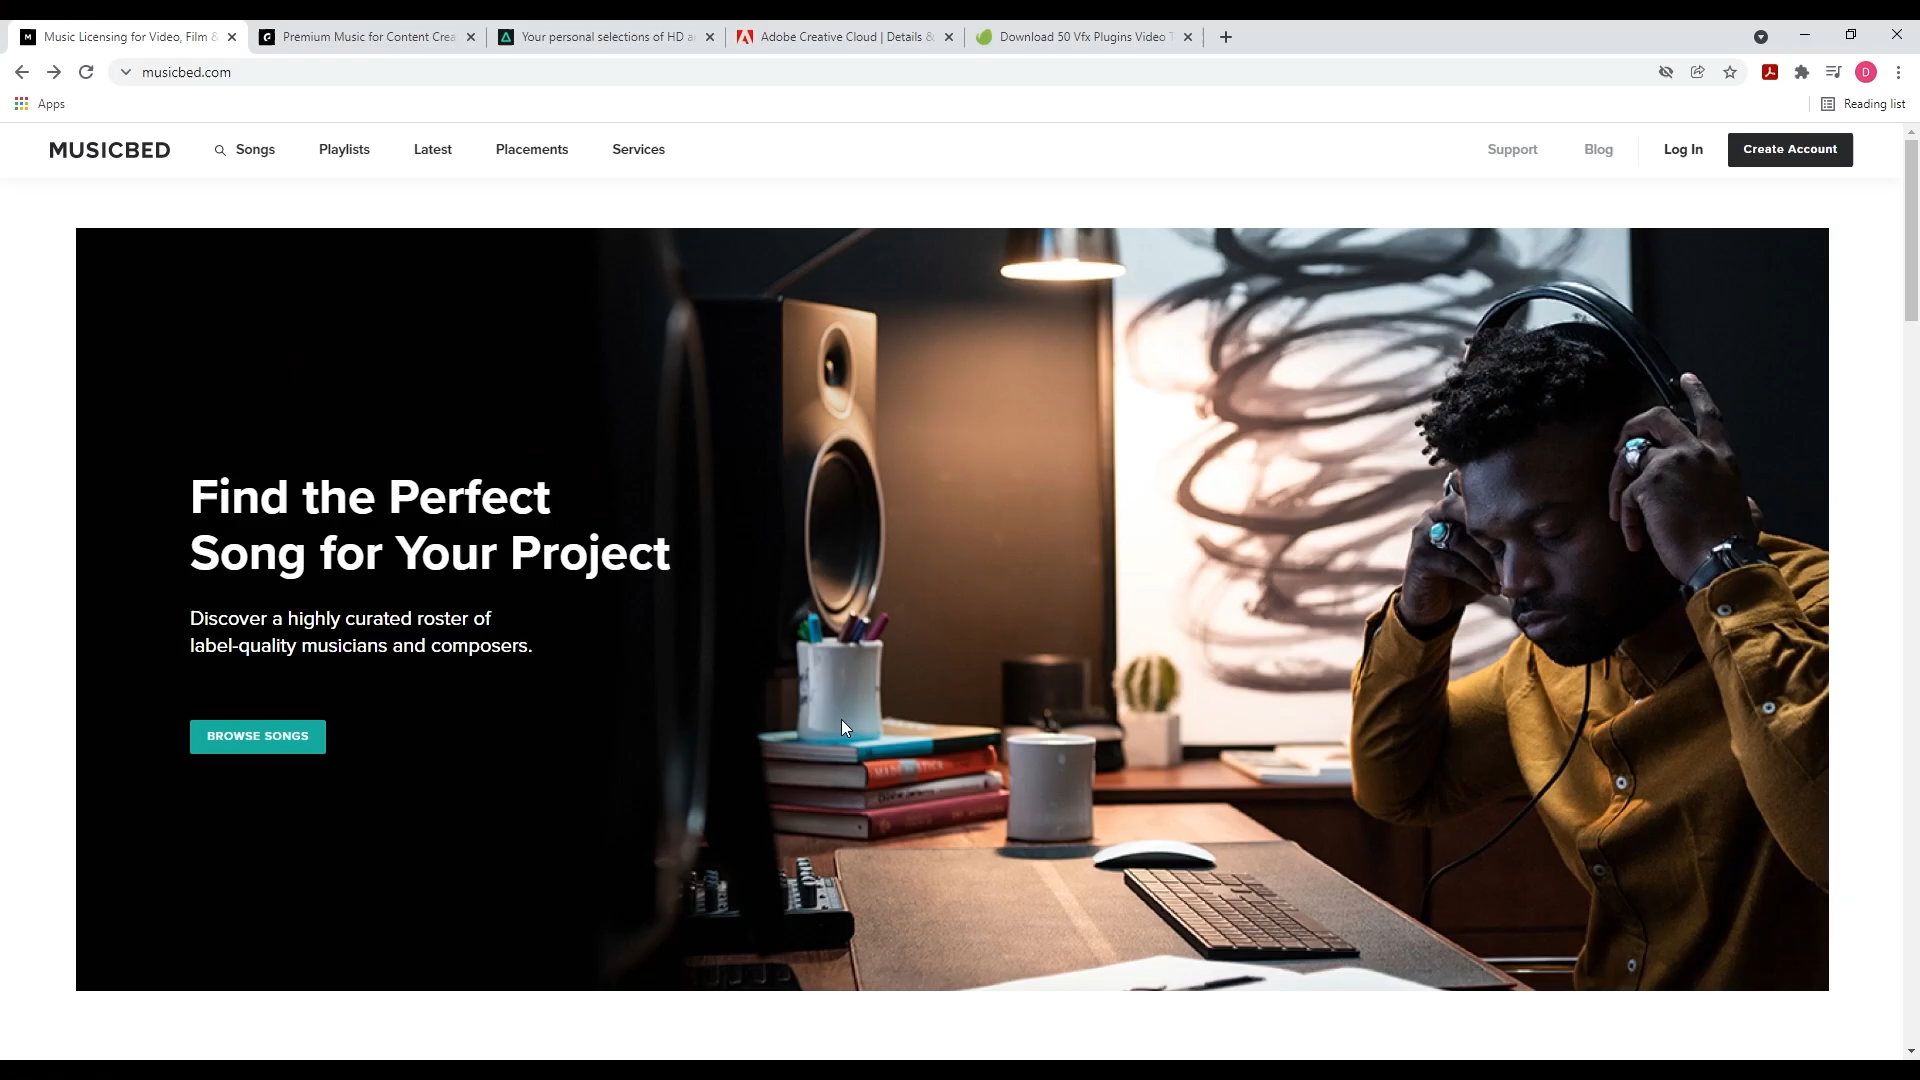 Music Licensing for Video, Film &
Premium Music for Content Crea
Your personal selections of HD a
Adobe Creative Cloud | Details &
Download 50 Vfx Plugins Video T
musicbed.com
D
Apps
Reading list
MUSICBED
Songs
Playlists
Latest
Placements
Services
Support
Blog
Log In
Create Account
Find the Perfect
Song for Your Project
Discover a highly curated roster of
label-quality musicians and composers.
BROWSE SONGS